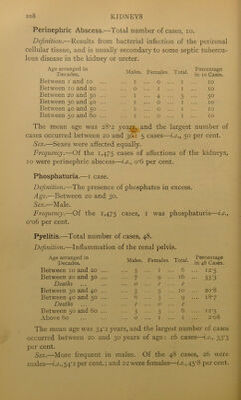 208 KIDNEYS
Perinephric Abscess.—Total number of cases, 10.
Definition.—Results from bacterial infection of the perirenal
cellular tissue, and is usually secondary to some septic tubercu-
lous disease in the kidney or ureter.
Age arranged in Decades. Males. Females. Total. Percentage in 10 Cases.
Between 1 and 10 ... 1 ... 0 ... 1 ... 10
Between 10 and 20 ... 0 ... 1 ... 1 ... 10
Between 20 and 30 ... 1 ... 4 ... 5 ... 50
Between 30 and 40 ... 1 ... 0 ... 1 ... 10
Between 40 and 50 ... 1 ... 0 ... 1 ... 10
Between 50 and 60 ... 1 ... 0 ... 1 ... 10
The mean age was 28·2 years, and the largest number of
cases occurred between 20 and 30: 5 cases—i.e., 50 per cent.
Sex.—Sexes were affected equally.
Frequency.—Of the 1,475 cases of affections of the kidneys,
10 were perinephric abscess—i.e., 0·6 per cent.
Phosphaturia.—1 case.
Definition.—The presence of phosphates in excess.
Age.—Between 20 and 30.
Sex.—Male.
Frequency.—Of the 1,475 cases, 1 was phosphaturia—i.e.,
0·06 per cent.
Pyelitis.—Total number of cases, 48.
Definition.—Inflammation of the renal pelvis.
Age arranged in Decades. Males. Females. Total. Percentage in 48 Cases.
Between 10 and 20 ... 5 ... 1 ... 6 ... 12·5
Between 20 and 30 ... 7 ... 9 ... 16 ... 33·3
Deaths
Between 30 and 40 ... 5 ... 5 ... 10 ... 20·8
Between 40 and 50 ... 6 ... 3 ... 9 ... 18·7
Deaths
Between 50 and 60 ... 3 ... 3 ... 6 ... 12·5
Above 60 ... 0 ... 1 ... 1 ... 2·08
The mean age was 34·2 years, and the largest number of cases
occurred between 20 and 30 years of age: 16 cases—i.e., 33·3
per cent.
Sex.—More frequent in males. Of the 48 cases, 26 were
males—i.e., 54·2 per cent.; and 22 were females—i.e., 45·8 per cent.